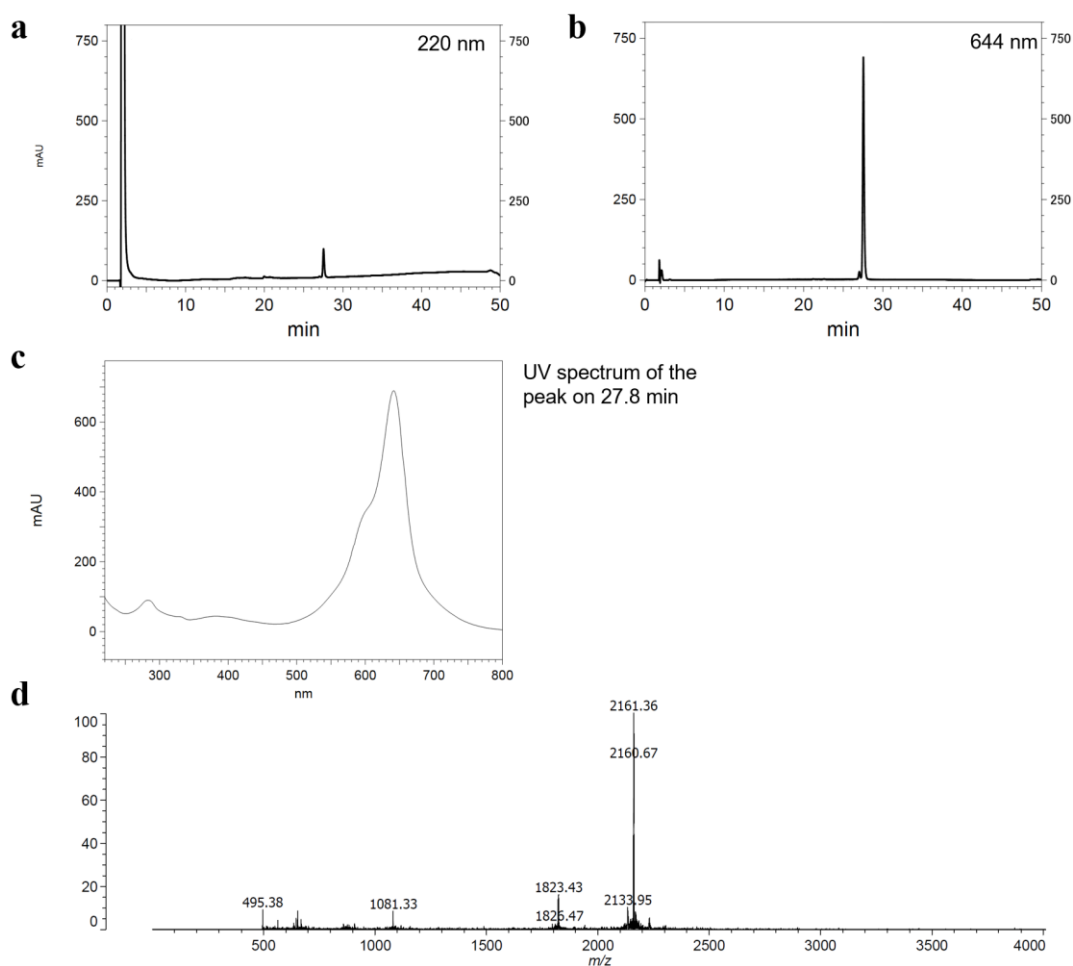 a
220 nm
750
500
250
0
mAU
750
500
250
0
0 10 20 30 40 50
min
b
644 nm
750
500
250
0
750
500
250
0
0 10 20 30 40 50
min
c
UV spectrum of the
peak on 27.8 min
600
400
200
0
mAU
300 400 500 600 700 800
nm
d
100
80
60
40
20
0
2161.36
2160.67
1823.43
495.38
1081.33
2133.95
1825.47
500 1000 1500 2000 2500 3000 3500 4000
m/z